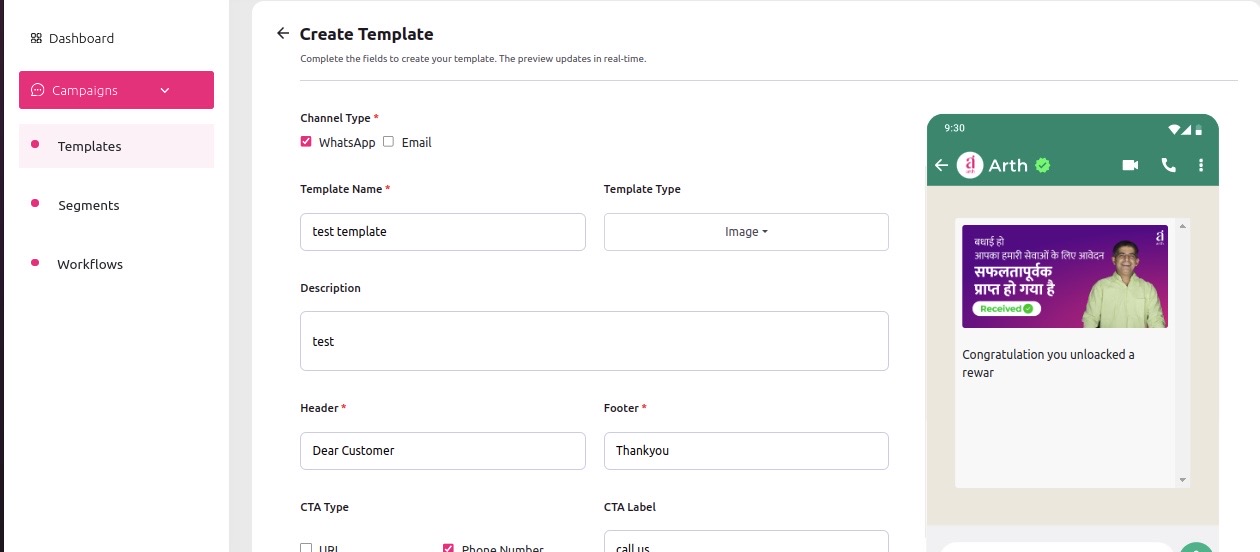 Dashboard
Create Template
Complete the fields to create your template. The preview updates in real-time.
Campaigns
Channel Type *
WhatsApp
Email
Templates
Template Name *
Template Type
Segments
test template
Image
Workflows
Description
test
Header *
Footer *
Dear Customer
Thankyou
CTA Type
CTA Label
URL
Phone Number
call us
9:30
Arth
बधाई हो
आपका हमारी सेवाओं के लिए आवेदन
सफलतापूर्वक
प्राप्त हो गया है
Received
Congratulation you unloacked a
rewar